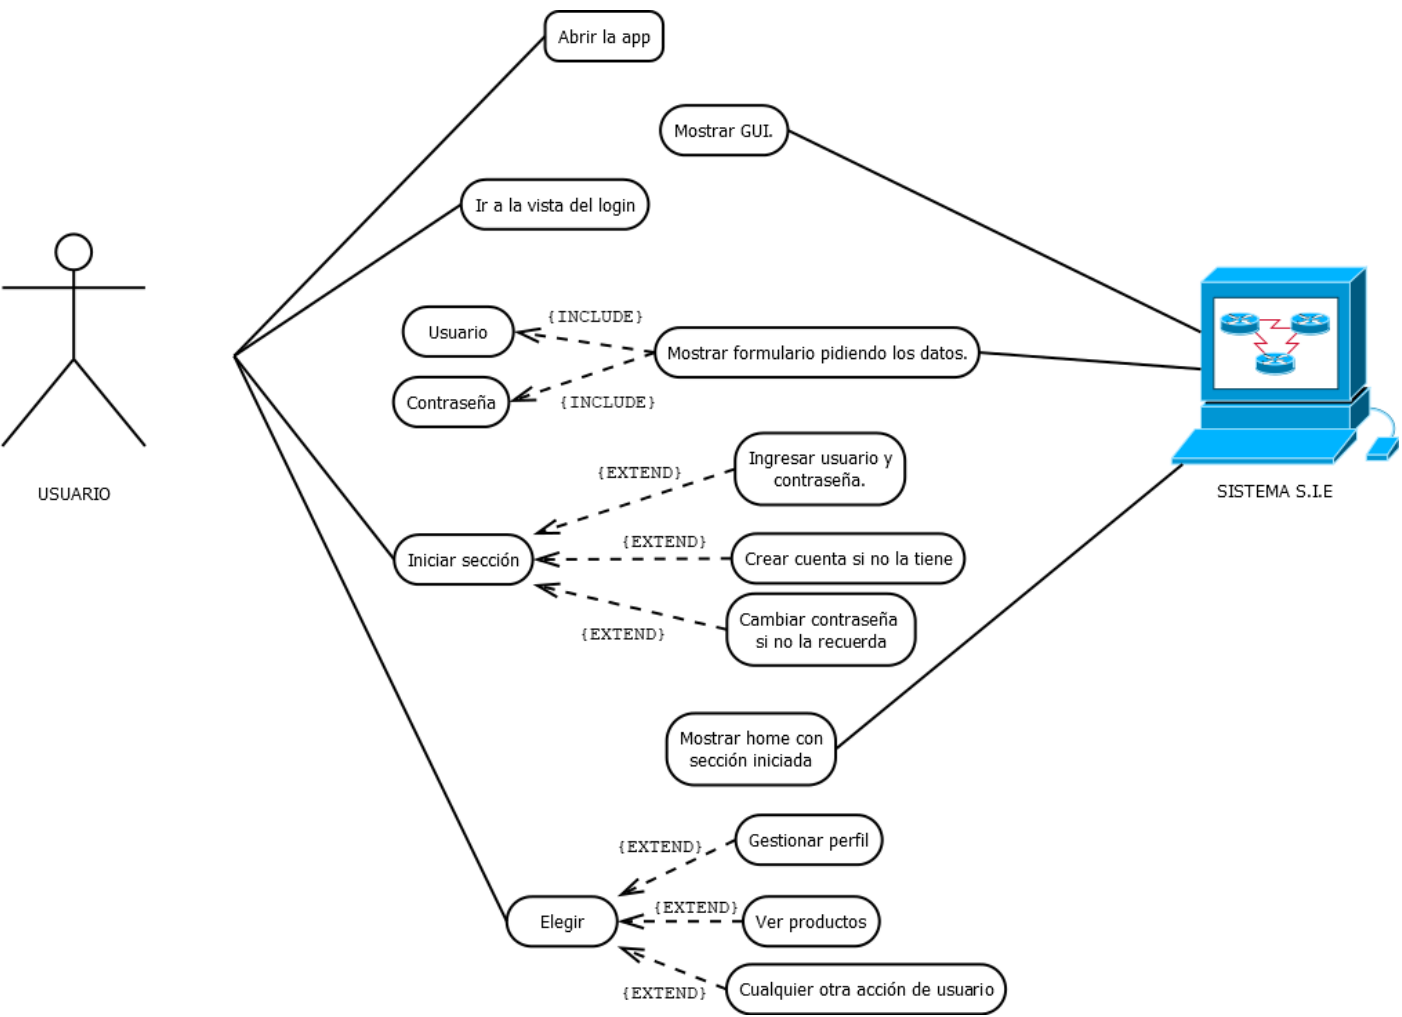 Abrir la app
Mostrar GUI.
Ir a la vista del login
Usuario
{INCLUDE}
Mostrar formulario pidiendo los datos.
Contraseña
{INCLUDE}
Ingresar usuario y
contraseña.
{EXTEND}
USUARIO
SISTEMA S.I.E
Iniciar sección
{EXTEND}
Crear cuenta si no la tiene
Cambiar contraseña
si no la recuerda
{EXTEND}
Mostrar home con
sección iniciada
{EXTEND}
Gestionar perfil
Elegir
{EXTEND}
Ver productos
{EXTEND}
Cualquier otra acción de usuario